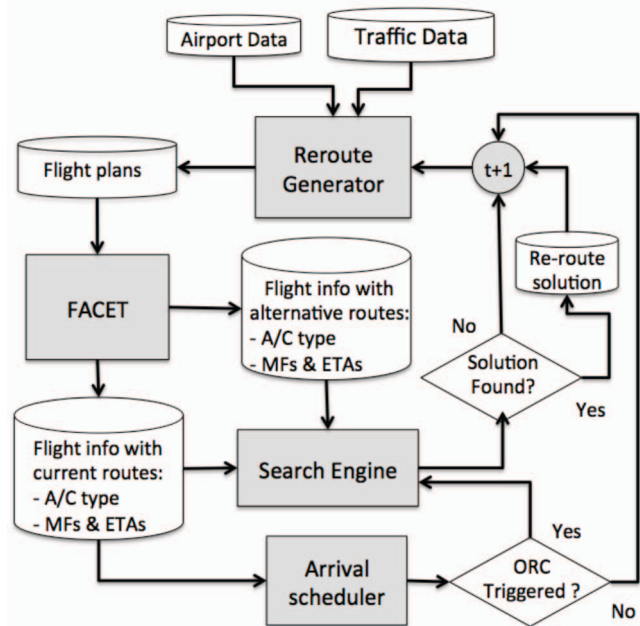 Airport Data
Traffic Data
Reroute
Generator
t+1
Flight plans
Re-route
solution
FACET
Flight info with
alternative routes:
- A/C type
- MFs & ETAs
No
Solution
Found?
Yes
Flight info with
current routes:
- A/C type
- MFs & ETAs
Search Engine
Yes
Arrival
scheduler
ORC
Triggered ?
No